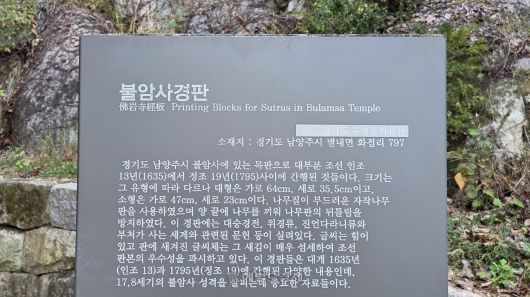 불암사경판
佛岩寺經板 Printing Blocks for Sutras in Bulamsa Temple
경기도 유형문화유산
소재지 : 경기도 남양주시 별내면 화접리 797
경기도 남양주시 불암사에 있는 목판으로 대부분 조선 인조
13년(1635)에서 정조 19년(1795)사이에 간행된 것들이다. 크기는
그 유형에 따라 다르나 대형은 가로 64cm, 세로 35.5cm이고,
소형은 가로 47cm, 세로 23cm이다. 나무질이 부드러운 자작나무
판을 사용하였으며 양 끝에 나무를 끼워 나무판의 뒤틀림을
방지하였다. 이 경판에는 대승경전, 위경류, 진언다라니류와
부처가 사는 세계와 관련된 문헌 등이 실려있다. 글씨는 힘이
있고 판에 새겨진 글씨체는 그 새김이 매우 섬세하여 조선
판본의 우수성을 과시하고 있다. 이 경판들은 대개 1635년
(인조 13)과 1795년(정조 19)에 간행된 다양한 내용인데,
17,8세기의 불암사 성격을 살피는데 중요한 자료들이다.